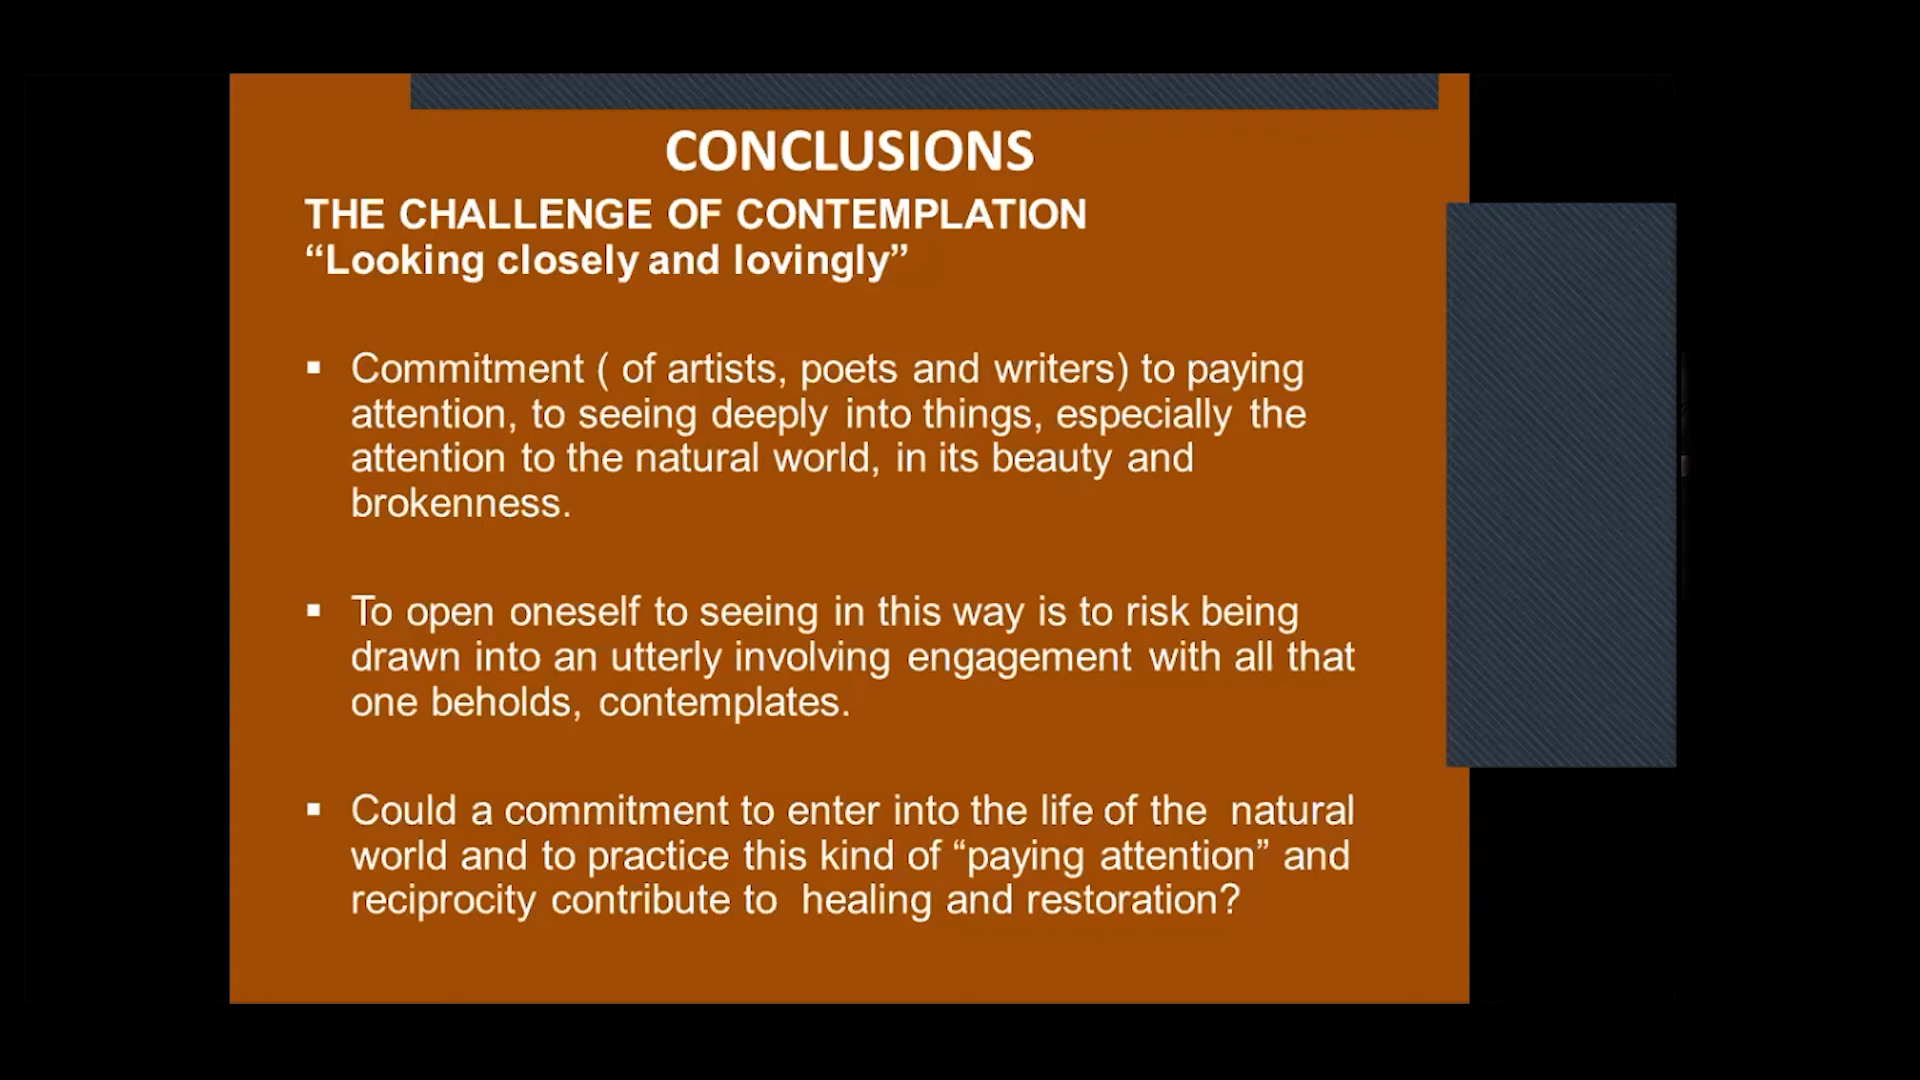 CONCLUSIONS
THE CHALLENGE OF CONTEMPLATION
“Looking closely and lovingly”
▪ Commitment ( of artists, poets and writers) to paying
attention, to seeing deeply into things, especially the
attention to the natural world, in its beauty and
brokenness.
▪ To open oneself to seeing in this way is to risk being
drawn into an utterly involving engagement with all that
one beholds, contemplates.
▪ Could a commitment to enter into the life of the natural
world and to practice this kind of “paying attention” and
reciprocity contribute to healing and restoration?